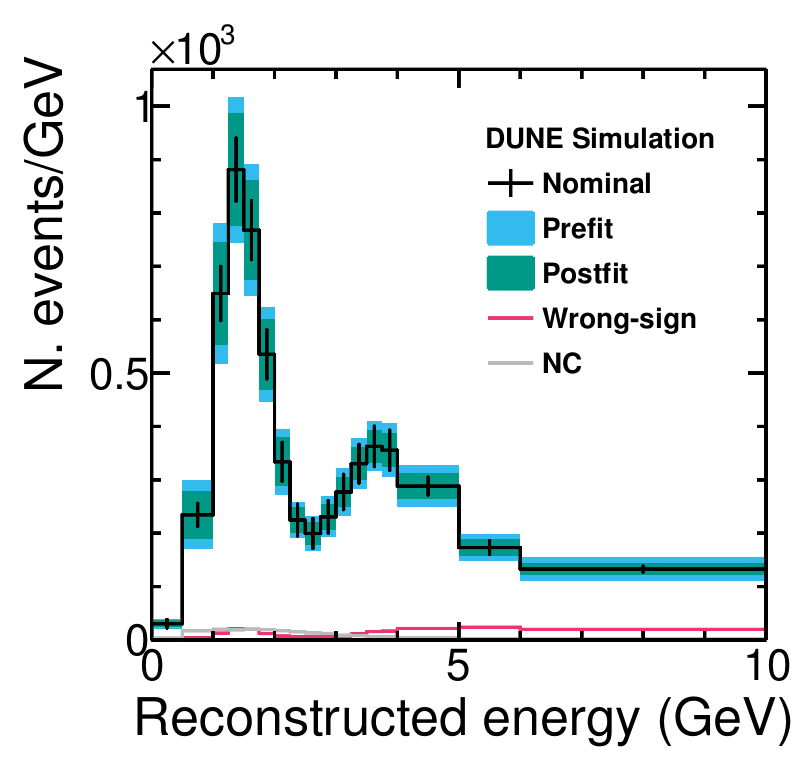 ×10³
N. events/GeV
1
0.5
0
DUNE Simulation
Nominal
Prefit
Postfit
Wrong-sign
NC
0 5 10
Reconstructed energy (GeV)